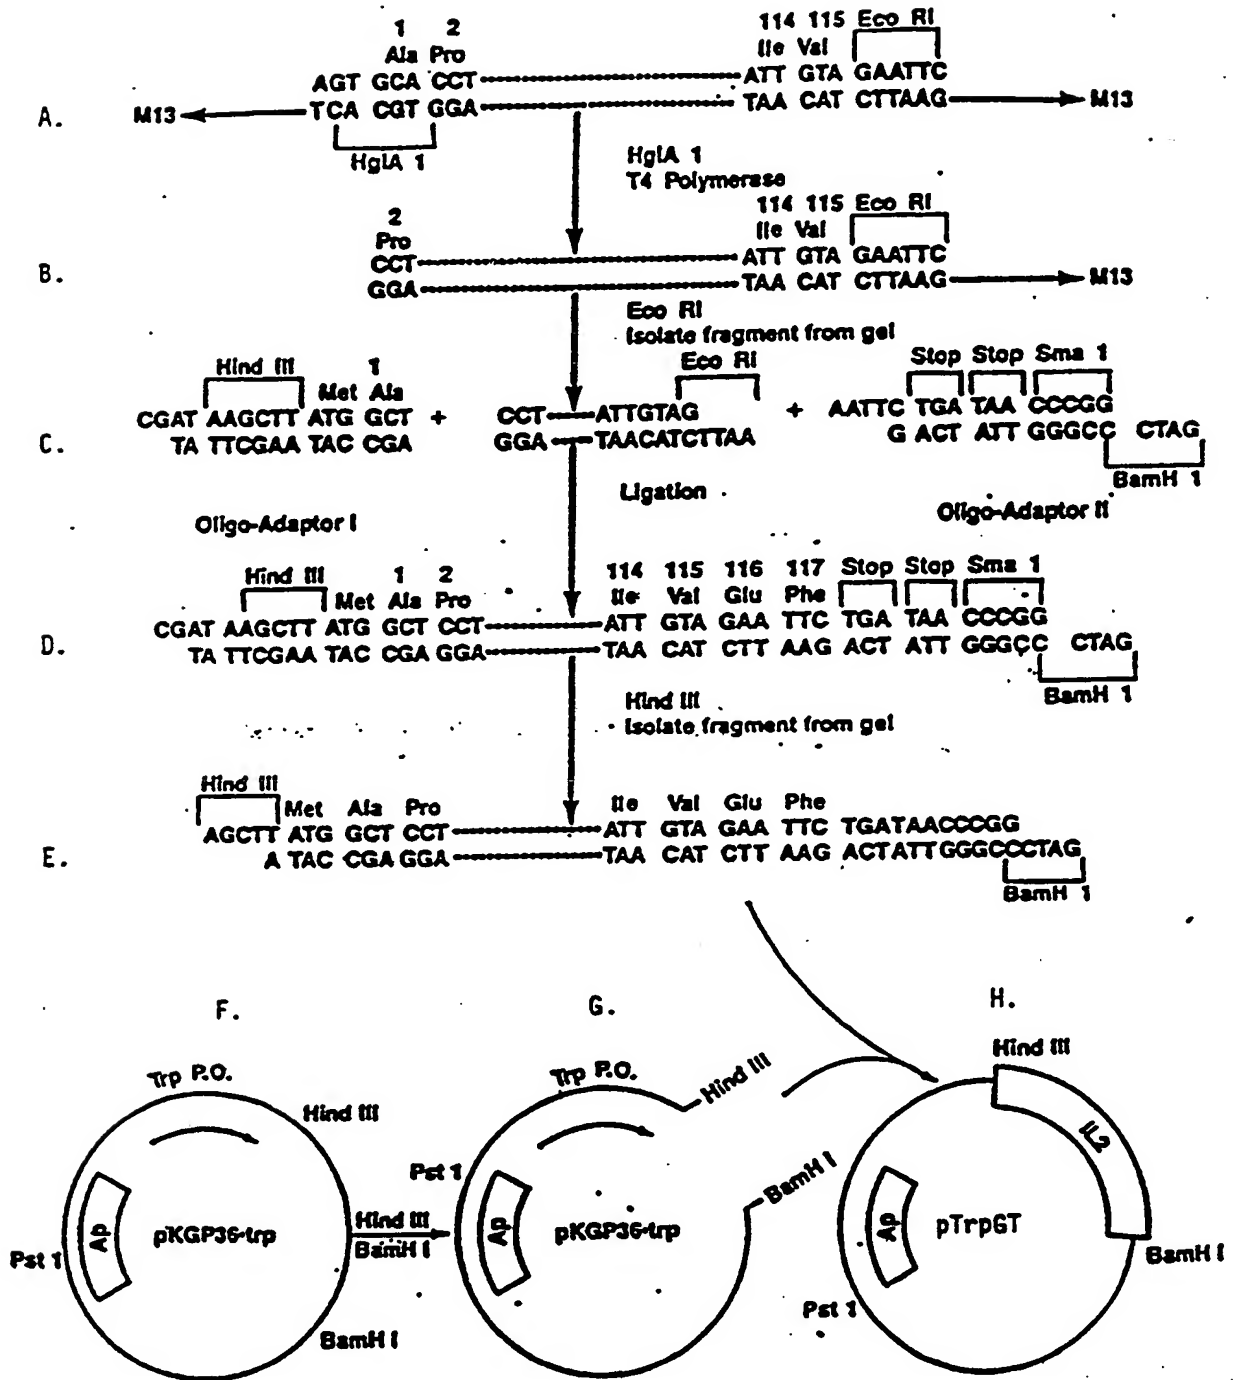 1 2 114 115 Eco RI
Ala Pro Ile Val
AGT GCA CCT ATT GTA GAATTC
A. M13 TCA CGT GGA TAA CAT CTTAAG M13
HgiA 1 HgiA 1
T4 Polymerase
114 115 Eco RI
2 Ile Val
Pro
CCT ATT GTA GAATTC
B. GGA TAA CAT CTTAAG M13
Eco RI
Isolate fragment from gel
Hind III 1 Eco RI Stop Stop Sma 1
Met Ala
CGAT AAGCTT ATG GCT + CCT ATTGTAG + AATTC TGA TAA CCCGG
C. TA TTCGAA TAC CGA GGA TAACATCTTAA G ACT ATT GGGCC CTAG
BamH 1
Ligation
Oligo-Adaptor I Oligo-Adaptor II
Hind III 1 2 114 115 116 117 Stop Stop Sma 1
Met Ala Pro Ile Val Glu Phe
CGAT AAGCTT ATG GCT CCT ATT GTA GAA TTC TGA TAA CCCGG
D. TA TTCGAA TAC CGA GGA TAA CAT CTT AAG ACT ATT GGGCC CTAG
BamH 1
Hind III
Isolate fragment from gel
Hind III
Met Ala Pro Ile Val Glu Phe
AGCTT ATG GCT CCT ATT GTA GAA TTC TGATAACCCGG
E. A TAC CGA GGA TAA CAT CTT AAG ACTATTGGGCCCTAG
BamH 1
F. G. H.
Hind III
Trp P.O. Trp P.O. Hind III
Hind III
IL2
Pst 1 BamH I
Ap pKGP36-trp Hind III Ap pKGP36-trp Ap pTrpGT
BamH I
Pst 1 BamH I
Pst 1
BamH I